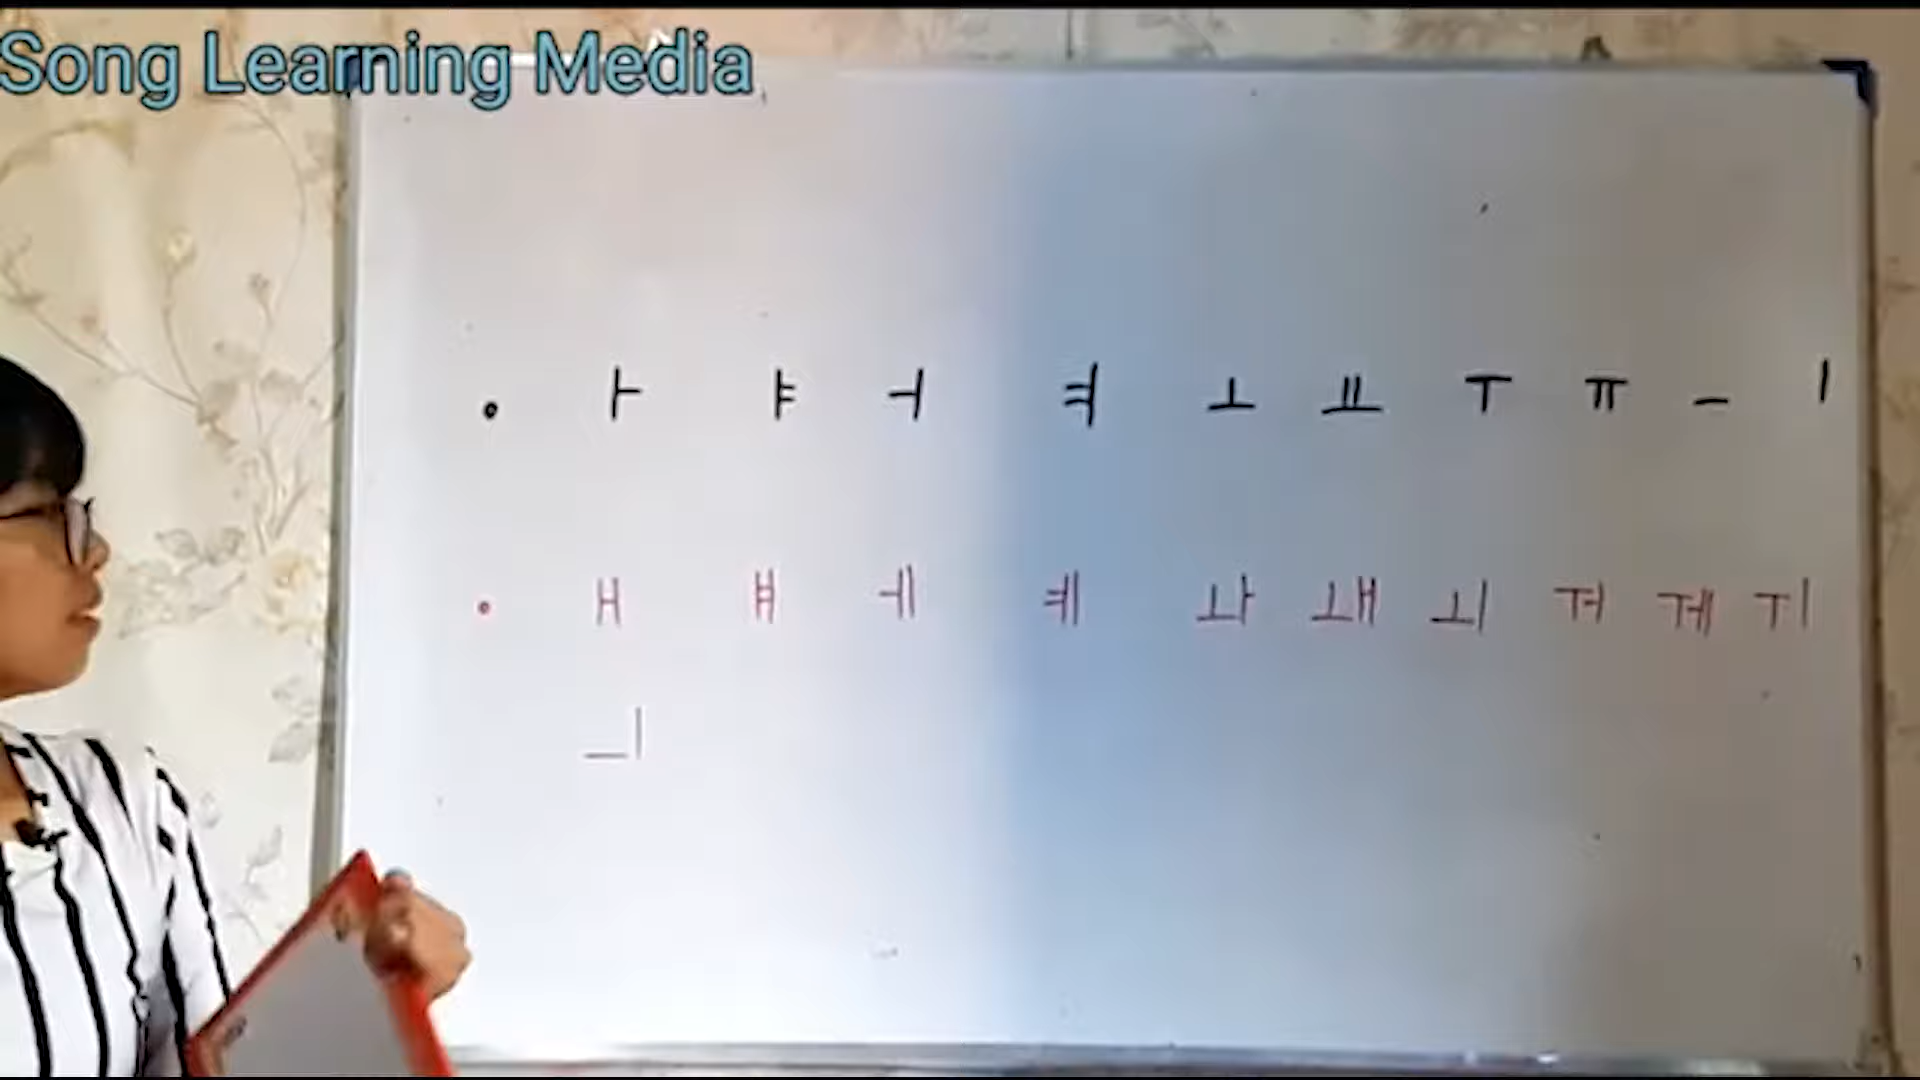 Song Learning Media
• ㅏ ㅑ ㅓ ㅕ ㅗ ㅛ ㅜ ㅠ ㅡ ㅣ
• ㅐ ㅒ ㅔ ㅖ ㅘ ㅙ ㅚ ㅝ ㅞ ㅟ
ㅢ